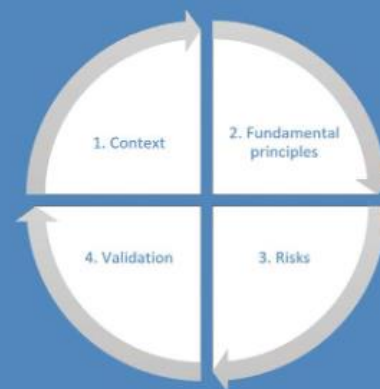 1. Context
2. Fundamental
principles
4. Validation
3. Risks